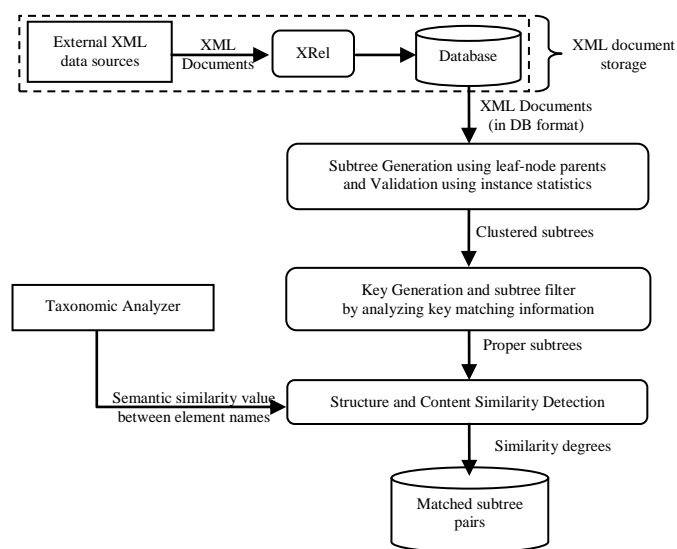 External XML
data sources
XML
Documents
XRel
Database
XML document
storage
XML Documents
(in DB format)
Subtree Generation using leaf-node parents
and Validation using instance statistics
Clustered subtrees
Key Generation and subtree filter
by analyzing key matching information
Taxonomic Analyzer
Proper subtrees
Semantic similarity value
between element names
Structure and Content Similarity Detection
Similarity degrees
Matched subtree
pairs